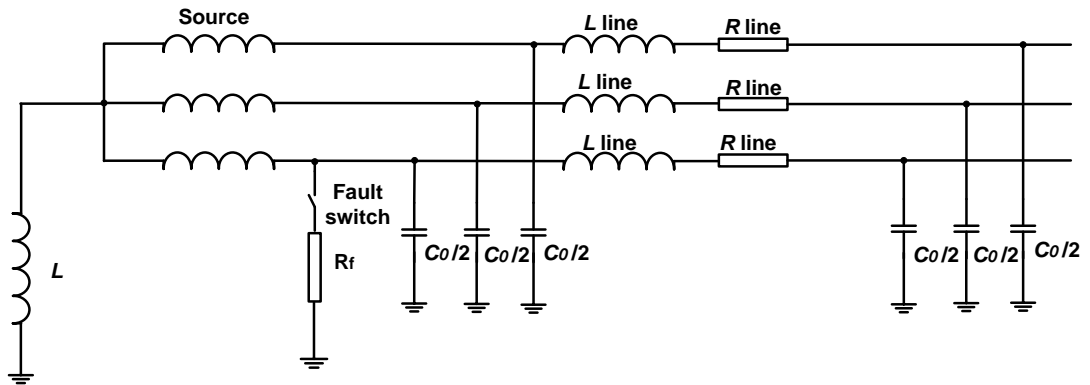 Source
L line
R line
L line
R line
L line
R line
Fault
switch
Rf
L
C0/2
C0/2
C0/2
C0/2
C0/2
C0/2